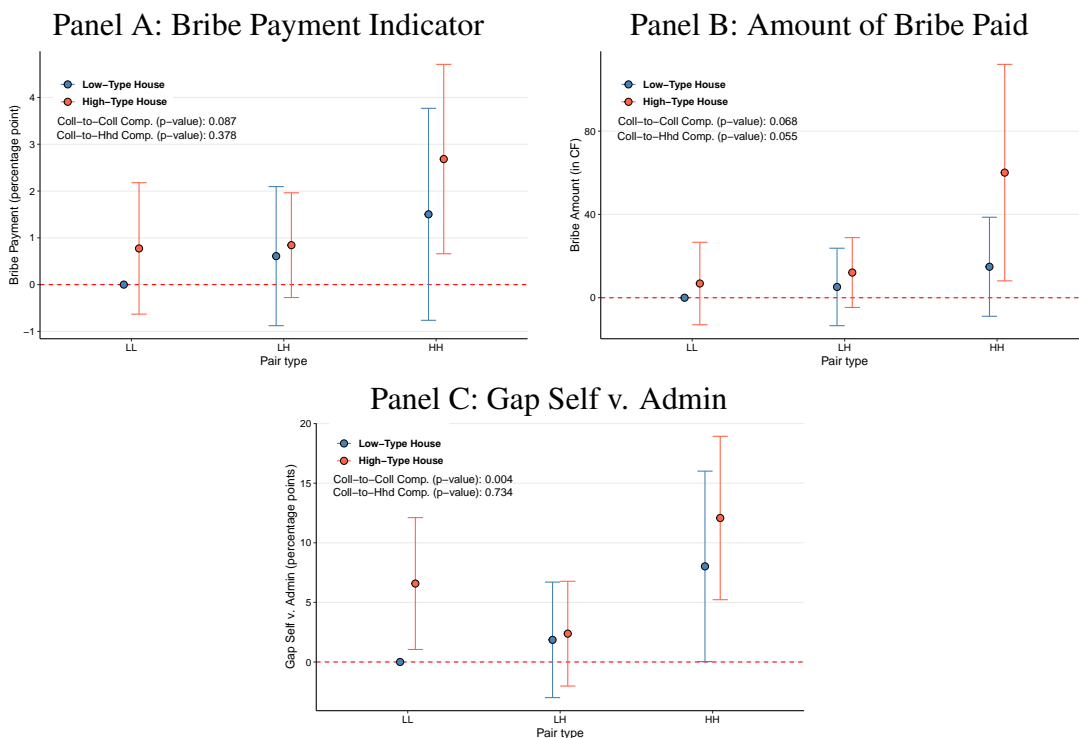 Panel A: Bribe Payment Indicator
Low−Type House
High−Type House
Coll−to−Coll Comp. (p−value): 0.087
Coll−to−Hhd Comp. (p−value): 0.378
Bribe Payment (percentage point)
4
3
2
1
0
−1
LL
LH
HH
Pair type
Panel B: Amount of Bribe Paid
Low−Type House
High−Type House
Coll−to−Coll Comp. (p−value): 0.068
Coll−to−Hhd Comp. (p−value): 0.055
Bribe Amount (in CF)
80
40
0
LL
LH
HH
Pair type
Panel C: Gap Self v. Admin
Low−Type House
High−Type House
Coll−to−Coll Comp. (p−value): 0.004
Coll−to−Hhd Comp. (p−value): 0.734
Gap Self v. Admin (percentage points)
20
15
10
5
0
LL
LH
HH
Pair type